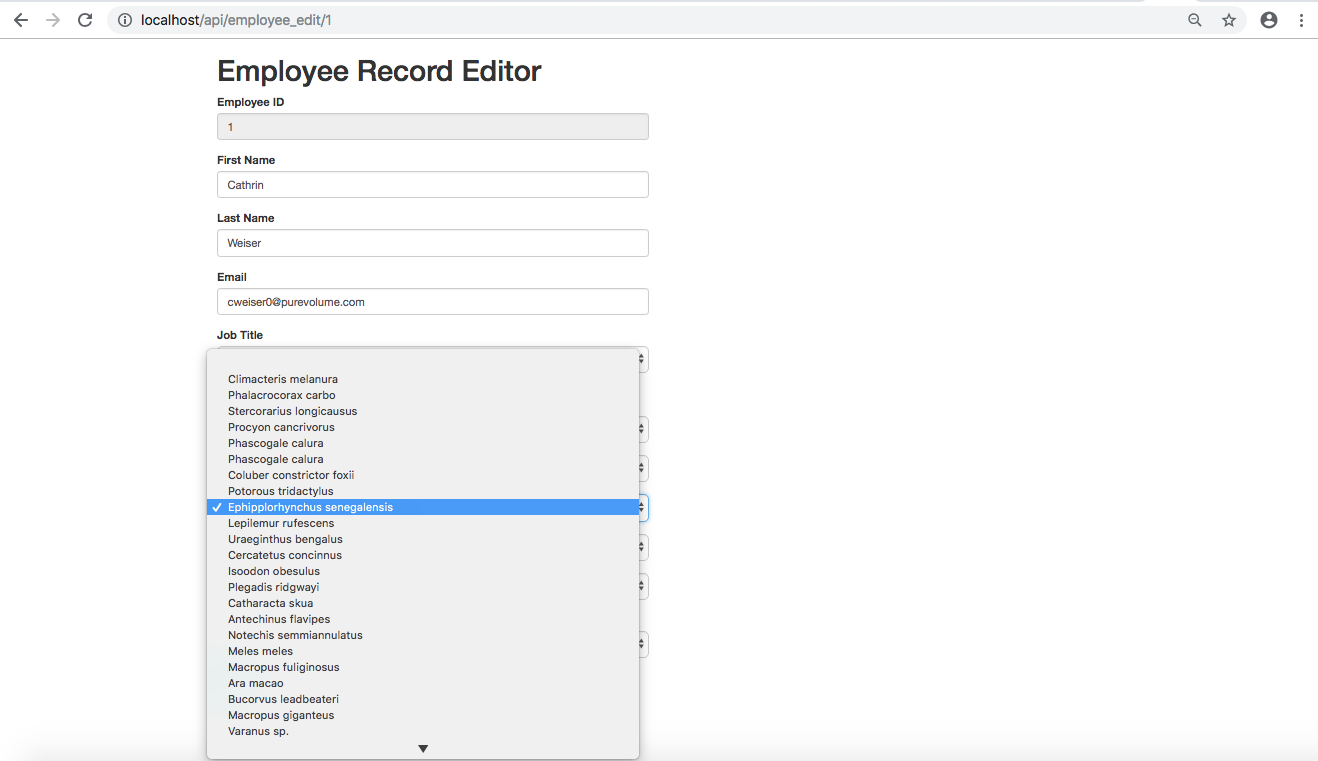 localhost/api/employee_edit/1
Employee Record Editor
Employee ID
1
First Name
Cathrin
Last Name
Weiser
Email
cweiser0@purevolume.com
Job Title
Climacteris melanura
Phalacrocorax carbo
Stercorarius longicausus
Procyon cancrivorus
Phascogale calura
Phascogale calura
Coluber constrictor foxii
Potorous tridactylus
Ephipplorhynchus senegalensis
Lepilemur rufescens
Uraeginthus bengalus
Cercatetus concinnus
Isoodon obesulus
Plegadis ridgwayi
Catharacta skua
Antechinus flavipes
Notechis semmiannulatus
Meles meles
Macropus fuliginosus
Ara macao
Bucorvus leadbeateri
Macropus giganteus
Varanus sp.